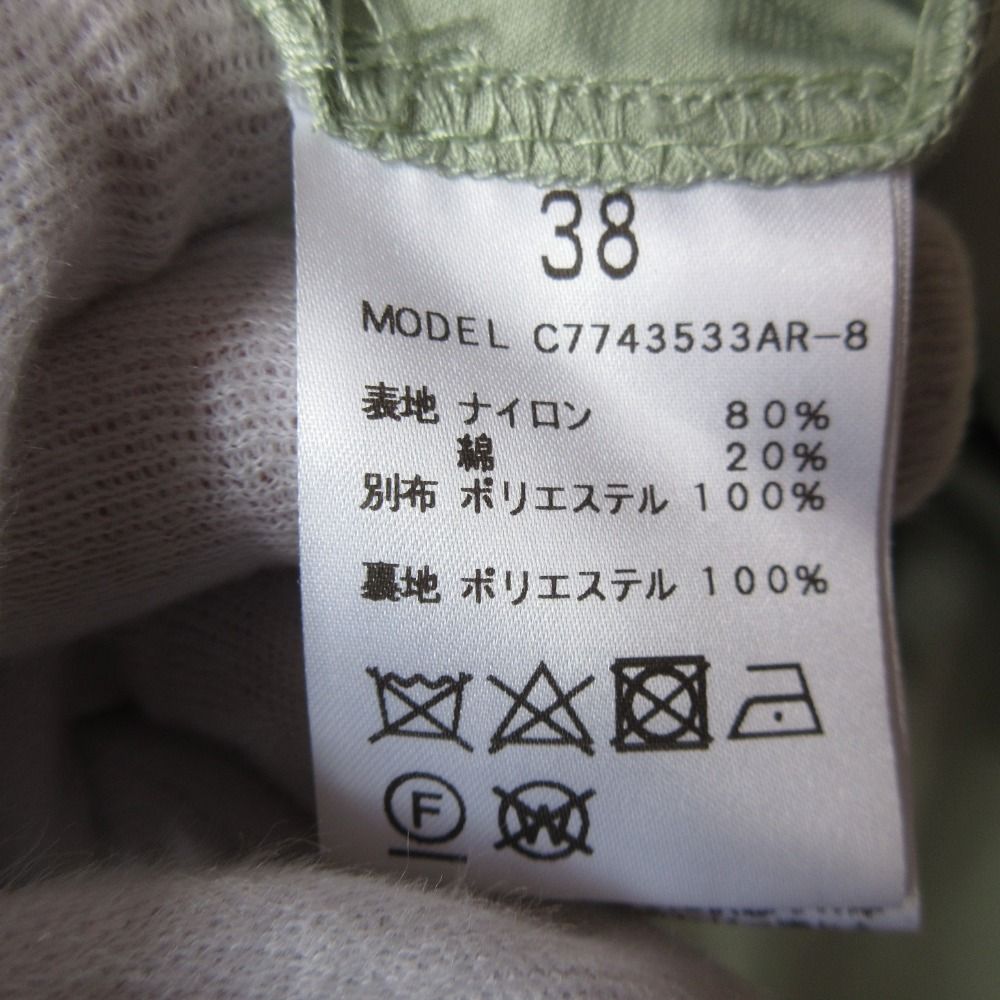 38
MODEL C7743533AR-8
表地 ナイロン 80%
綿 20%
別布 ポリエステル 100%
裏地 ポリエステル 100%
F
W